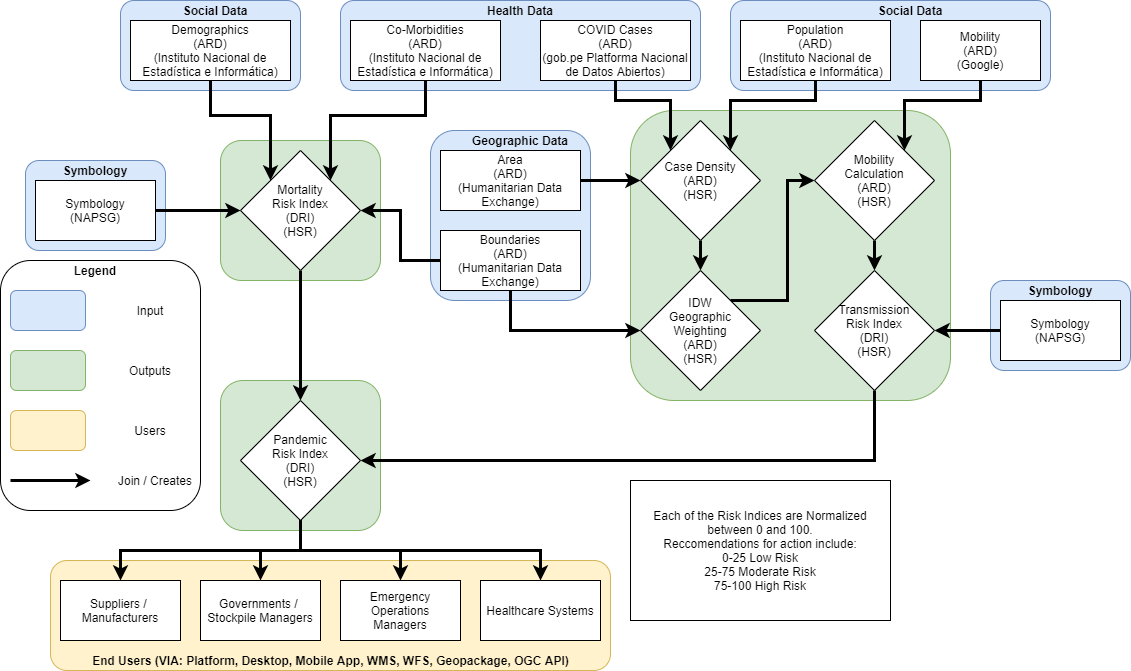 Social Data
Demographics
(ARD)
(Instituto Nacional de
Estadística e Informática)
Health Data
Co-Morbidities
(ARD)
(Instituto Nacional de
Estadística e Informática)
COVID Cases
(ARD)
(gob.pe Platforma Nacional
de Datos Abiertos)
Social Data
Population
(ARD)
(Instituto Nacional de
Estadística e Informática)
Mobility
(ARD)
(Google)
Symbology
Symbology
(NAPSG)
Mortality
Risk Index
(DRI)
(HSR)
Geographic Data
Area
(ARD)
(Humanitarian Data
Exchange)
Boundaries
(ARD)
(Humanitarian Data
Exchange)
Case Density
(ARD)
(HSR)
Mobility
Calculation
(ARD)
(HSR)
IDW
Geographic
Weighting
(ARD)
(HSR)
Transmission
Risk Index
(DRI)
(HSR)
Symbology
Symbology
(NAPSG)
Legend
Input
Outputs
Users
Join / Creates
Pandemic
Risk Index
(DRI)
(HSR)
Each of the Risk Indices are Normalized
between 0 and 100.
Reccomendations for action include:
0-25 Low Risk
25-75 Moderate Risk
75-100 High Risk
Suppliers /
Manufacturers
Governments /
Stockpile Managers
Emergency
Operations
Managers
Healthcare Systems
End Users (VIA: Platform, Desktop, Mobile App, WMS, WFS, Geopackage, OGC API)